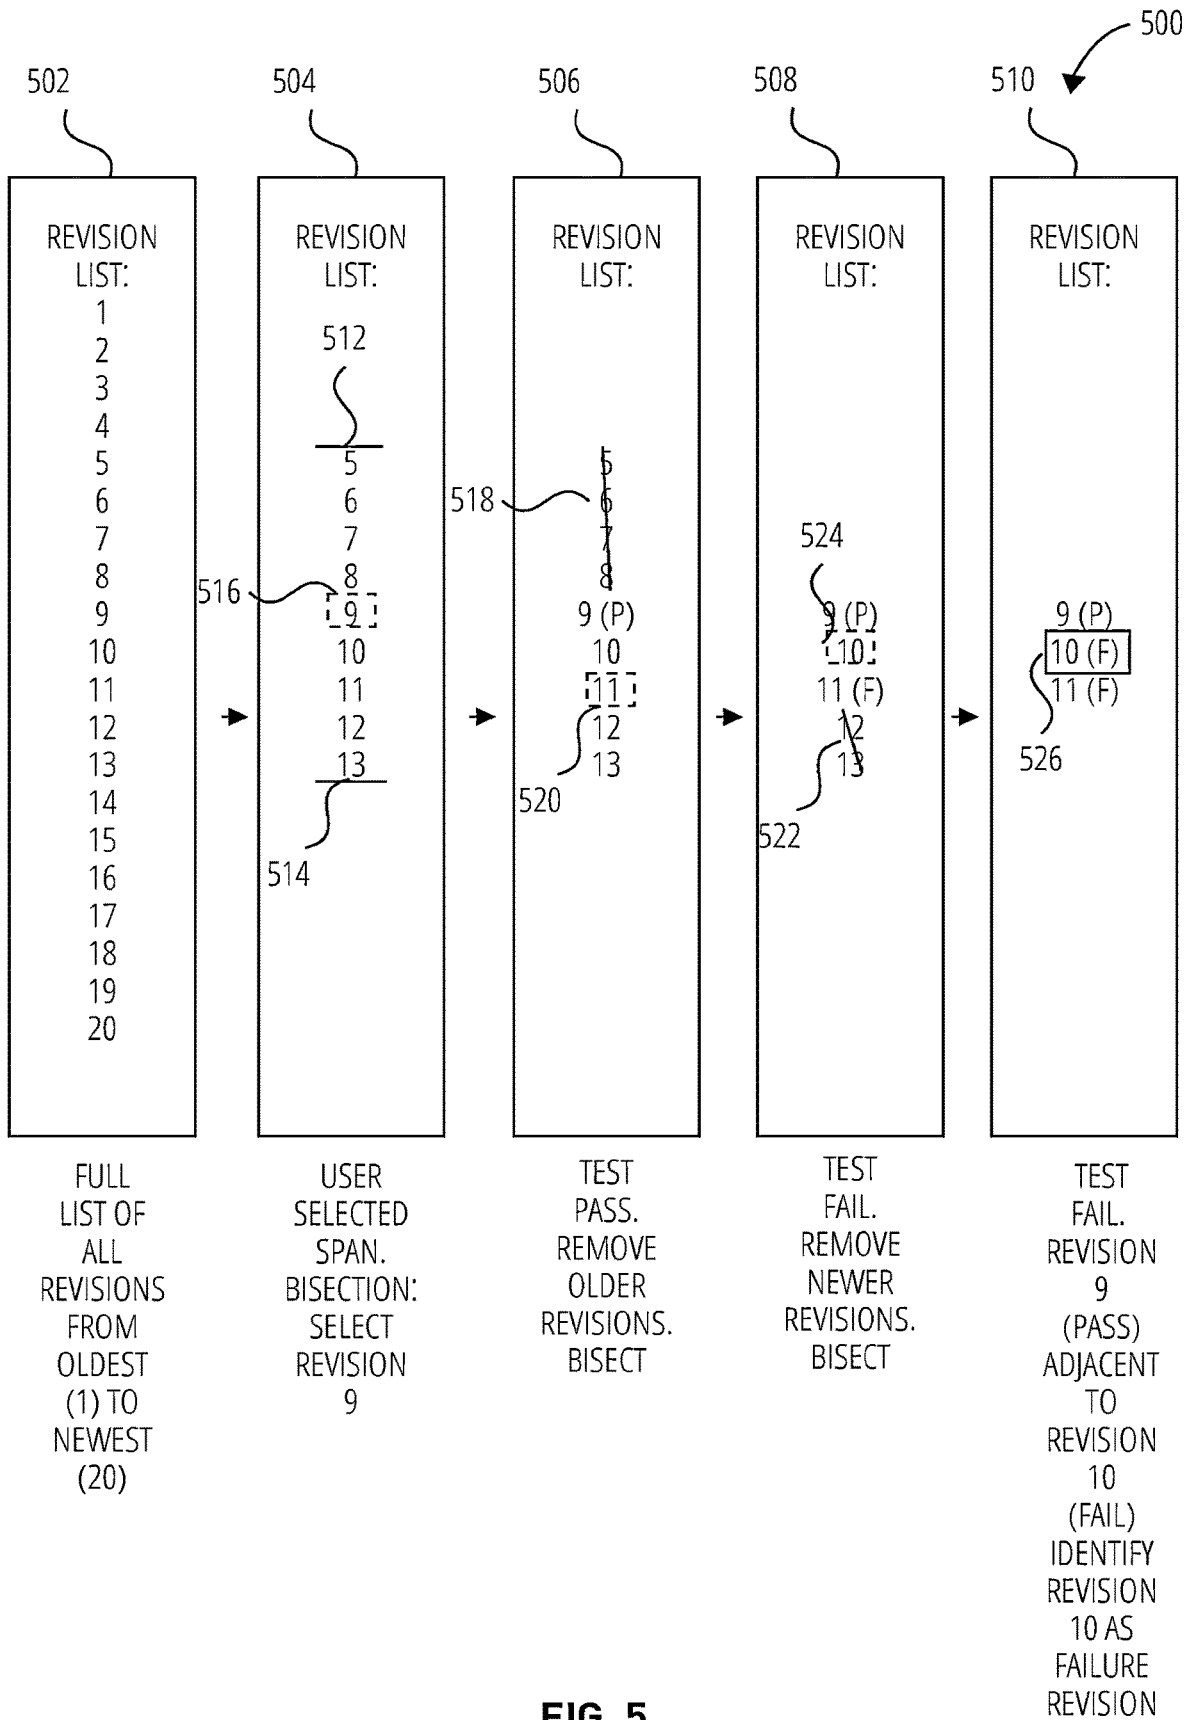 500
502
504
506
508
510
REVISION
LIST:
1
2
3
4
5
6
7
8
9
10
11
12
13
14
15
16
17
18
19
20
FULL
LIST OF
ALL
REVISIONS
FROM
OLDEST
(1) TO
NEWEST
(20)
REVISION
LIST:
512
5
6
7
8
516
9
10
11
12
13
514
USER
SELECTED
SPAN.
BISECTION:
SELECT
REVISION
9
REVISION
LIST:
5
518
6
7
8
9 (P)
10
11
12
13
520
TEST
PASS.
REMOVE
OLDER
REVISIONS.
BISECT
REVISION
LIST:
524
9 (P)
10
11 (F)
12
13
522
TEST
FAIL.
REMOVE
NEWER
REVISIONS.
BISECT
REVISION
LIST:
9 (P)
10 (F)
11 (F)
526
TEST
FAIL.
REVISION
9
(PASS)
ADJACENT
TO
REVISION
10
(FAIL)
IDENTIFY
REVISION
10 AS
FAILURE
REVISION
FIG. 5